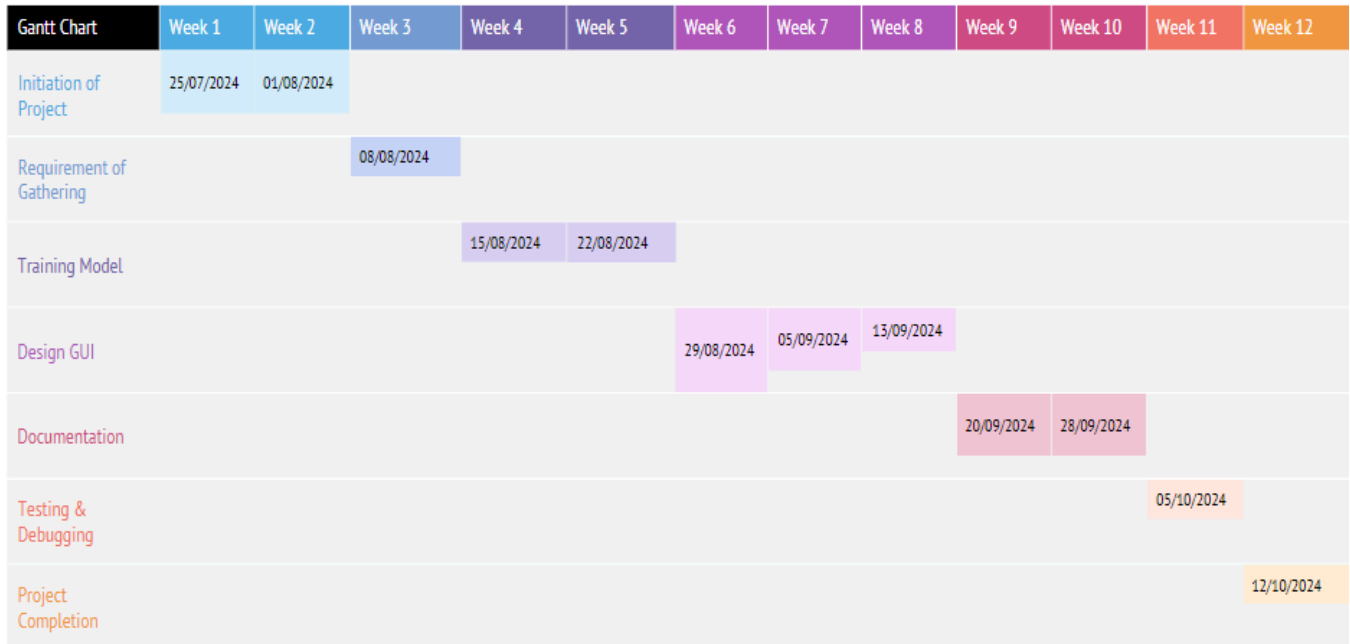 Gantt Chart Week 1 Week 2 Week 3 Week 4 Week 5 Week 6 Week 7 Week 8 Week 9 Week 10 Week 11 Week 12
Initiation of
Project
25/07/2024 01/08/2024
Requirement of
Gathering
08/08/2024
Training Model
15/08/2024 22/08/2024
Design GUI
29/08/2024 05/09/2024 13/09/2024
Documentation
20/09/2024 28/09/2024
Testing &
Debugging
05/10/2024
Project
Completion
12/10/2024